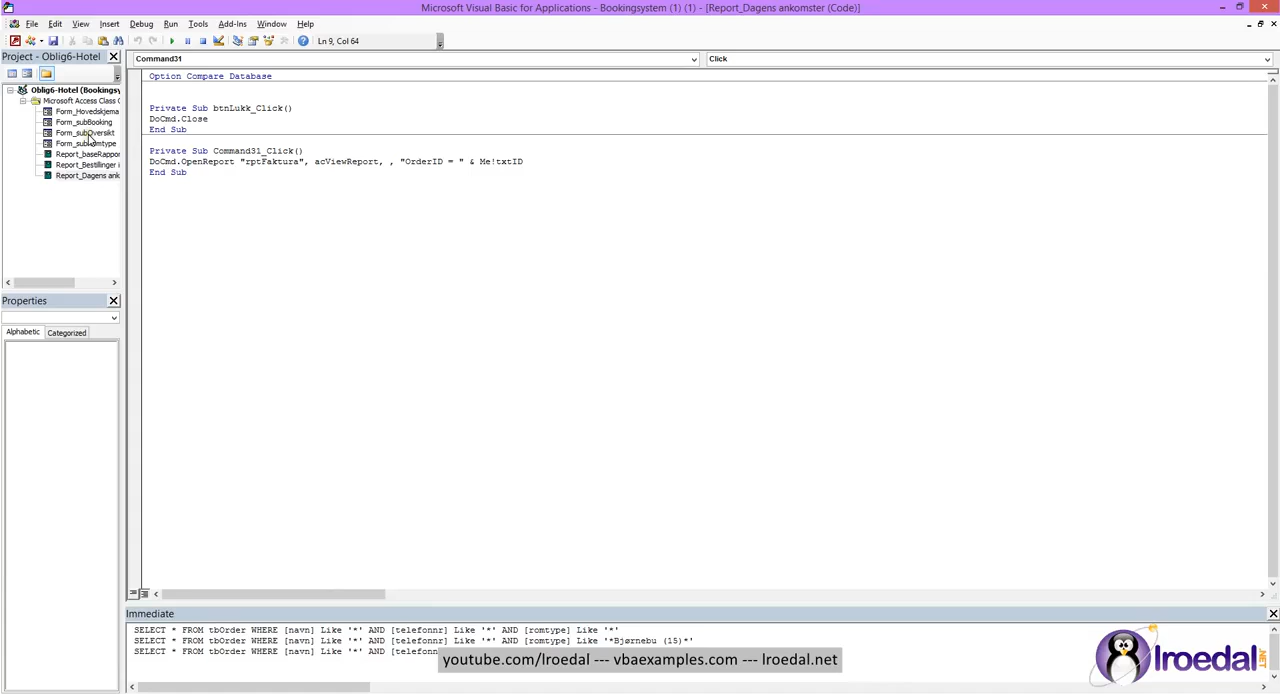 Microsoft Visual Basic for Applications - Bookingsystem (1) (1) - [Report_Dagens ankomster (Code)]
File Edit View Insert Debug Run Tools Add-Ins Window Help
Ln 9, Col 64
Project - Oblig6-Hotel
Command31
Click
Oblig6-Hotel (Bookingsy
Microsoft Access Class C
Form_Hovedskjema
Form_subBooking
Form_subOversikt
Form_subRomtype
Report_baseRappor
Report_Bestillinger i
Report_Dagens ank
Option Compare Database
Private Sub btnLukk_Click()
DoCmd.Close
End Sub
Private Sub Command31_Click()
DoCmd.OpenReport "rptFaktura", acViewReport, , "OrderID = " & Me!txtID
End Sub
Properties
Alphabetic Categorized
Immediate
SELECT * FROM tbOrder WHERE [navn] Like '*' AND [telefonnr] Like '*' AND [romtype] Like '*'
SELECT * FROM tbOrder WHERE [navn] Like '*' AND [telefonnr] Like '*' AND [romtype] Like '*Bjørnebu (15)*'
SELECT * FROM tbOrder WHERE [navn] Like '*' AND [telefon
youtube.com/lroedal --- vbaexamples.com --- lroedal.net
lroedal.NET